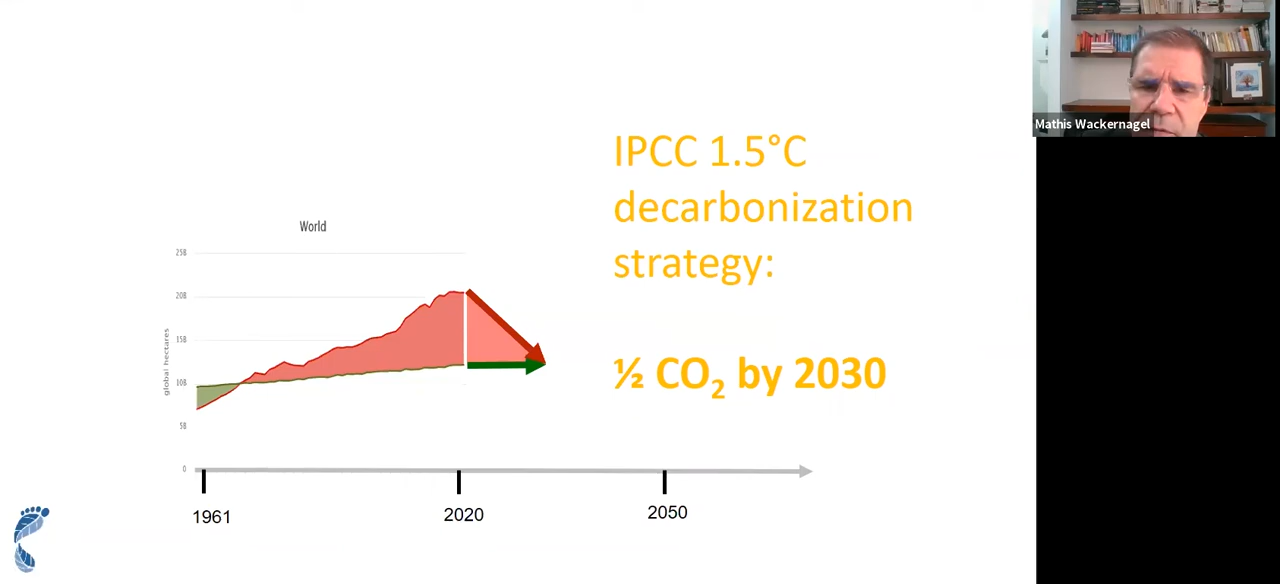 Mathis Wackernagel
IPCC 1.5°C
decarbonization
strategy:
½ CO₂ by 2030
World
global hectares
25B
20B
15B
10B
5B
0
1961
2020
2050